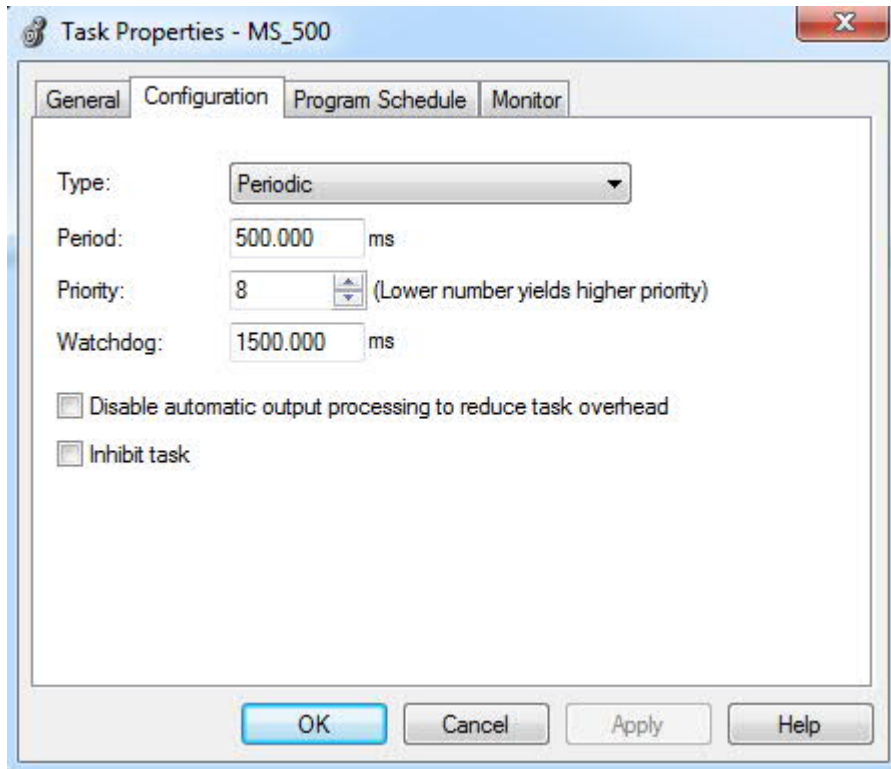 Task Properties - MS_500
General Configuration Program Schedule Monitor
Type: Periodic
Period: 500.000 ms
Priority: 8 (Lower number yields higher priority)
Watchdog: 1500.000 ms
Disable automatic output processing to reduce task overhead
Inhibit task
OK Cancel Apply Help